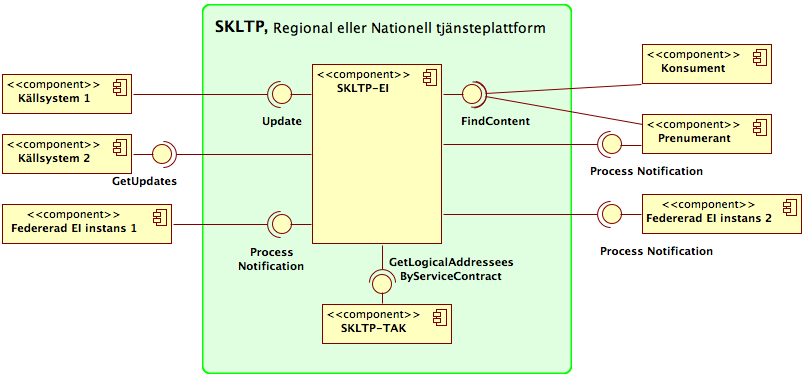 SKLTP, Regional eller Nationell tjänsteplattform
<<component>>
Källsystem 1
Update
<<component>>
SKLTP-EI
FindContent
<<component>>
Konsument
<<component>>
Källsystem 2
GetUpdates
<<component>>
Prenumerant
Process Notification
<<component>>
Federerad EI instans 1
Process
Notification
<<component>>
Federerad EI instans 2
Process Notification
GetLogicalAddressees
ByServiceContract
<<component>>
SKLTP-TAK